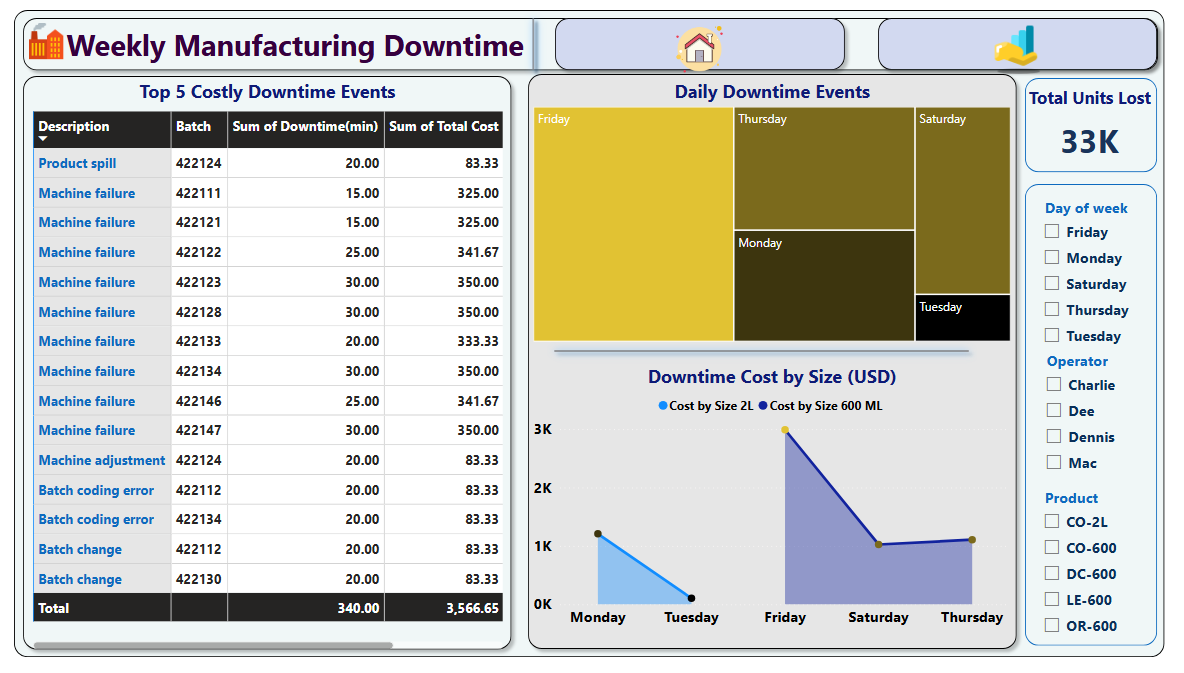 Weekly Manufacturing Downtime
Top 5 Costly Downtime Events
Description Batch Sum of Downtime(min) Sum of Total Cost
Product spill 422124 20.00 83.33
Machine failure 422111 15.00 325.00
Machine failure 422121 15.00 325.00
Machine failure 422122 25.00 341.67
Machine failure 422123 30.00 350.00
Machine failure 422128 30.00 350.00
Machine failure 422133 20.00 333.33
Machine failure 422134 30.00 350.00
Machine failure 422146 25.00 341.67
Machine failure 422147 30.00 350.00
Machine adjustment 422124 20.00 83.33
Batch coding error 422112 20.00 83.33
Batch coding error 422134 20.00 83.33
Batch change 422112 20.00 83.33
Batch change 422130 20.00 83.33
Total 340.00 3,566.65
Daily Downtime Events
Friday
Thursday
Saturday
Monday
Tuesday
Downtime Cost by Size (USD)
Cost by Size 2L Cost by Size 600 ML
3K
2K
1K
0K
Monday Tuesday Friday Saturday Thursday
Total Units Lost
33K
Day of week
Friday
Monday
Saturday
Thursday
Tuesday
Operator
Charlie
Dee
Dennis
Mac
Product
CO-2L
CO-600
DC-600
LE-600
OR-600